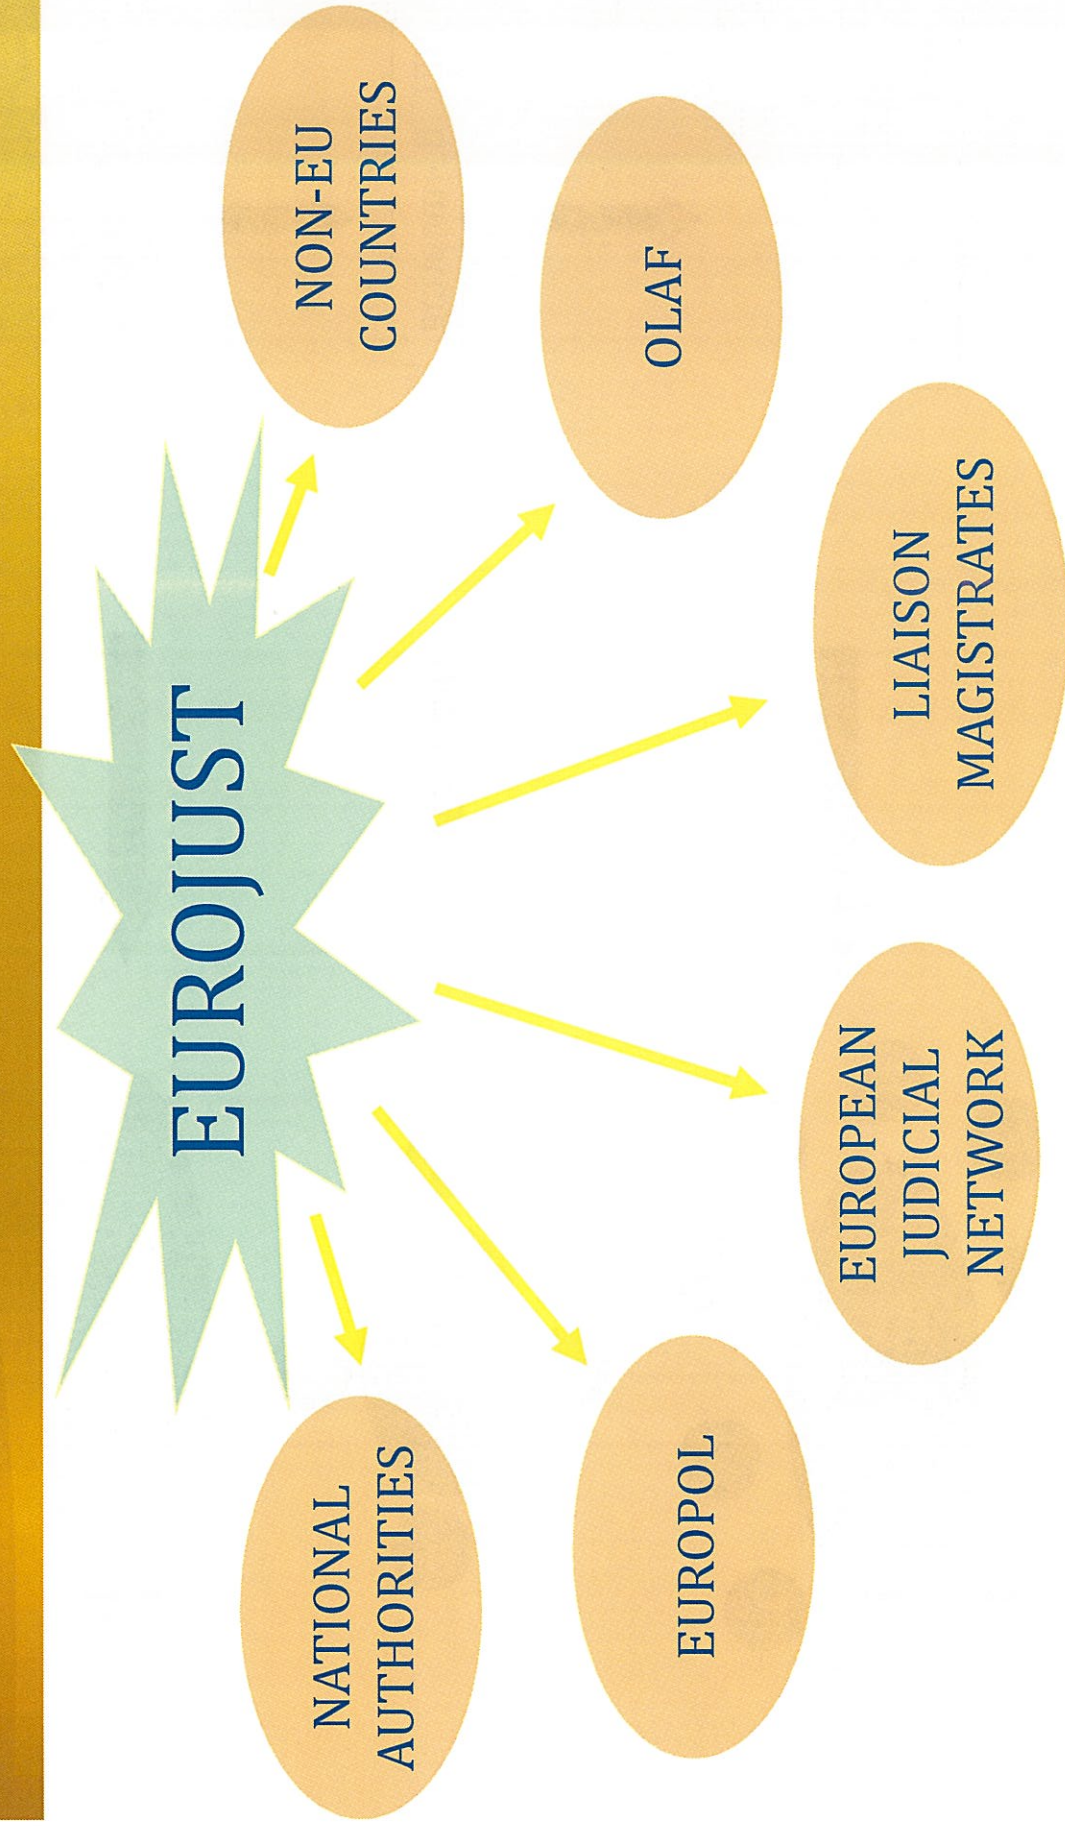 EUROJUST
NATIONAL
AUTHORITIES
EUROPOL
EUROPEAN
JUDICIAL
NETWORK
LIAISON
MAGISTRATES
OLAF
NON-EU
COUNTRIES